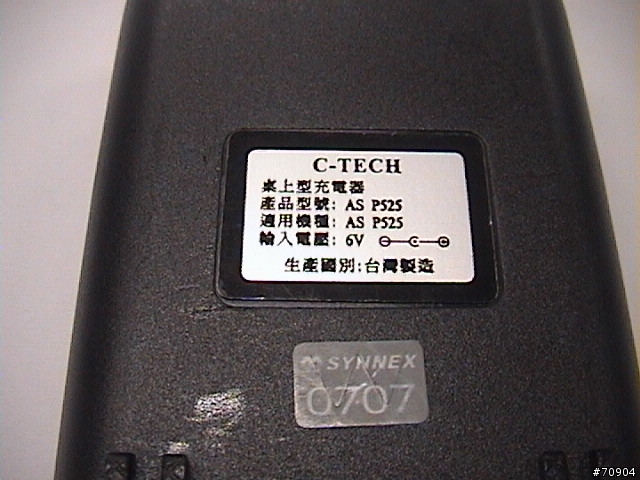 C-TECH
桌上型充電器
產品型號: AS P525
適用機種: AS P525
輸入電壓: 6V
生產國別:台灣製造
SYNNEX
0707
#70904